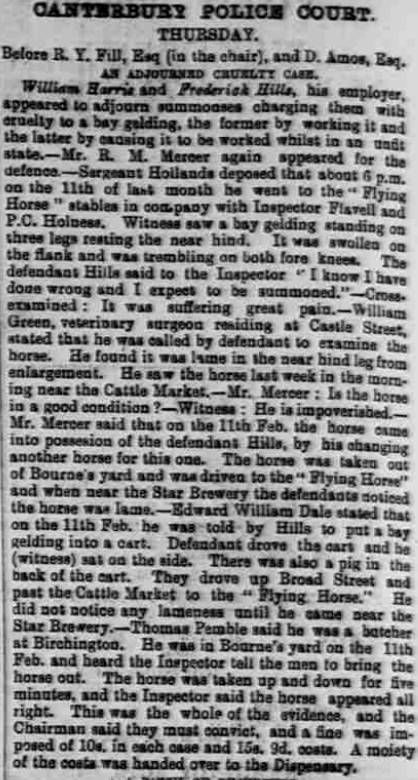 CANTERBURY POLICE COURT.
THURSDAY.
Before R. Y. Fill, Esq (in the chair), and D. Amos, Esq.
AN ADJOURNED CRUELTY CASE.
William Harris and Frederick Hills, his employer,
appeared to adjourn summonses charging them with
cruelty to a bay gelding, the former by working it and
the latter by causing it to be worked whilst in an unfit
state.—Mr. R. M. Mercer again appeared for the
defence.—Sergeant Hollands deposed that about 6 p.m.
on the 11th of last month he went to the "Flying
Horse" stables in company with Inspector Flavell and
P.C. Holness. Witness saw a bay gelding standing on
three legs resting the near hind. It was swollen on
the flank and was trembling on both fore knees. The
defendant Hills said to the Inspector "I know I have
done wrong and I expect to be summoned."—Cross-
examined: It was suffering great pain.—William
Green, veterinary surgeon residing at Castle Street,
stated that he was called by defendant to examine the
horse. He found it was lame in the near hind leg from
enlargement. He saw the horse last week in the morn-
ing near the Cattle Market.—Mr. Mercer: Is the horse
in a good condition?—Witness: He is impoverished.—
Mr. Mercer said that on the 11th Feb. the horse came
into possesion of the defendant Hills, by his changing
another horse for this one. The horse was taken out
of Bourne's yard and was driven to the "Flying Horse"
and when near the Star Brewery the defendants noticed
the horse was lame.—Edward William Dale stated that
on the 11th Feb. he was told by Hills to put a bay
gelding into a cart. Defendant drove the cart and he
(witness) sat on the side. There was also a pig in the
back of the cart. They drove up Broad Street and
past the Cattle Market to the "Flying Horse." He
did not notice any lameness until he came near the
Star Brewery.—Thomas Pemble said he was a butcher
at Birchington. He was in Bourne's yard on the 11th
Feb. and heard the Inspector tell the men to bring the
horse out. The horse was taken up and down for five
minutes, and the Inspector said the horse appeared all
right. This was the whole of the evidence, and the
Chairman said they must convict, and a fine was im-
posed of 10s. in each case and 15s. 9d. costs. A moiety
of the costs was handed over to the Dispensary.